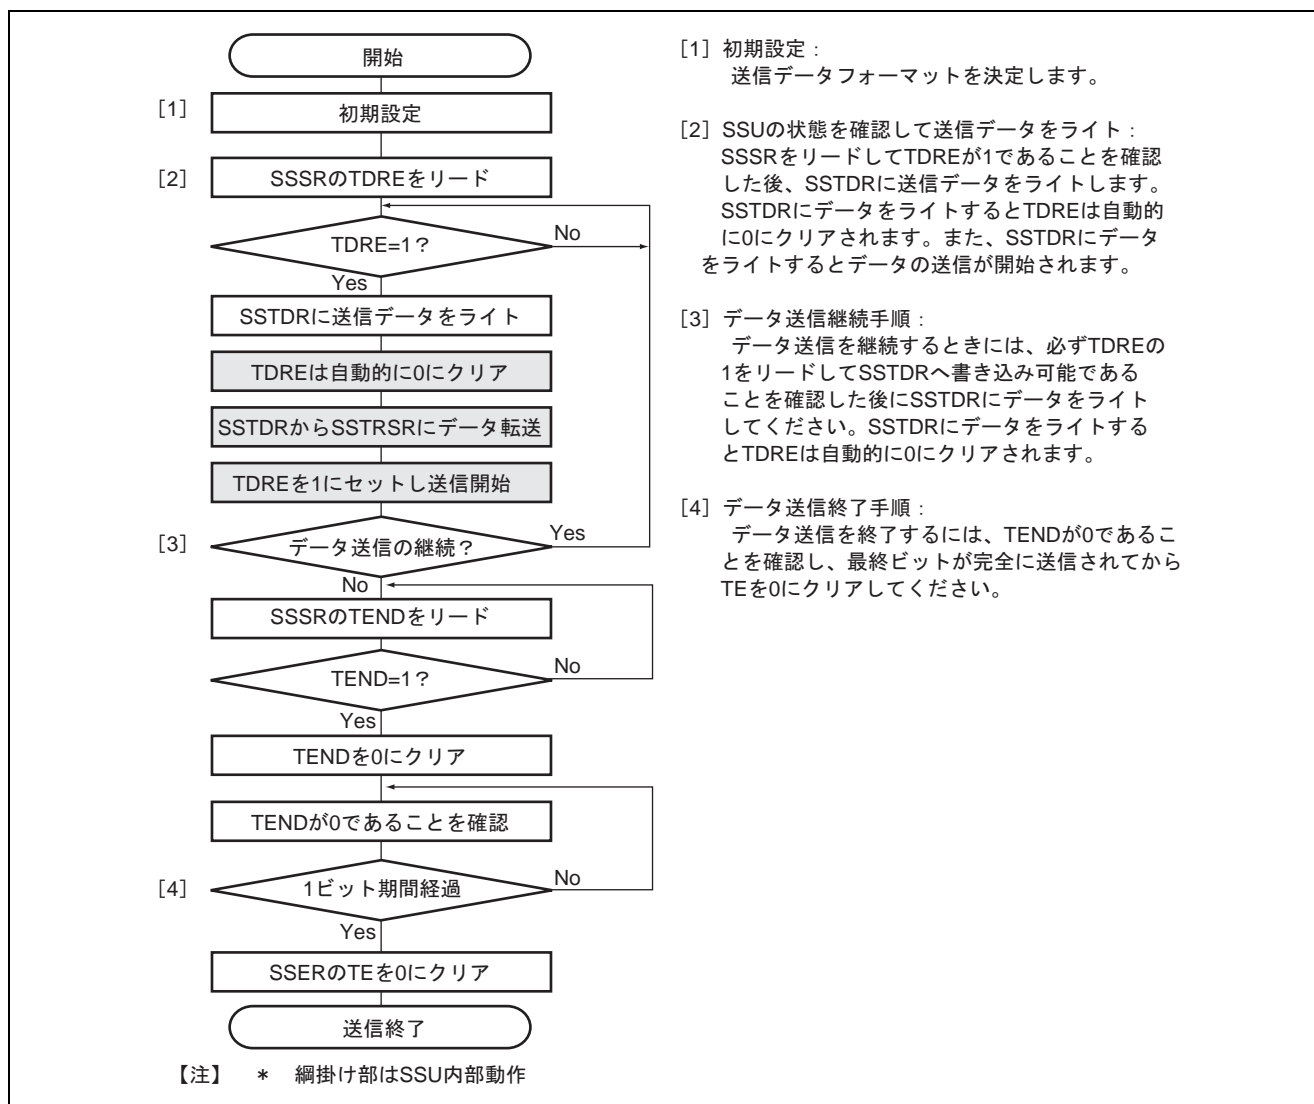 開始
[1]
初期設定
[2]
SSSRのTDREをリード
TDRE=1？
No
Yes
SSTDRに送信データをライト
TDREは自動的に0にクリア
SSTDRからSSTRSRにデータ転送
TDREを1にセットし送信開始
[3]
データ送信の継続？
Yes
No
SSSRのTENDをリード
TEND=1？
No
Yes
TENDを0にクリア
TENDが0であることを確認
[4]
1ビット期間経過
No
Yes
SSERのTEを0にクリア
送信終了
[1] 初期設定：
送信データフォーマットを決定します。
[2] SSUの状態を確認して送信データをライト：
SSSRをリードしてTDREが1であることを確認
した後、SSTDRに送信データをライトします。
SSTDRにデータをライトするとTDREは自動的
に0にクリアされます。また、SSTDRにデータ
をライトするとデータの送信が開始されます。
[3] データ送信継続手順：
データ送信を継続するときには、必ずTDREの
1をリードしてSSTDRへ書き込み可能である
ことを確認した後にSSTDRにデータをライト
してください。SSTDRにデータをライトする
とTDREは自動的に0にクリアされます。
[4] データ送信終了手順：
データ送信を終了するには、TENDが0であるこ
とを確認し、最終ビットが完全に送信されてから
TEを0にクリアしてください。
【注】 * 綱掛け部はSSU内部動作